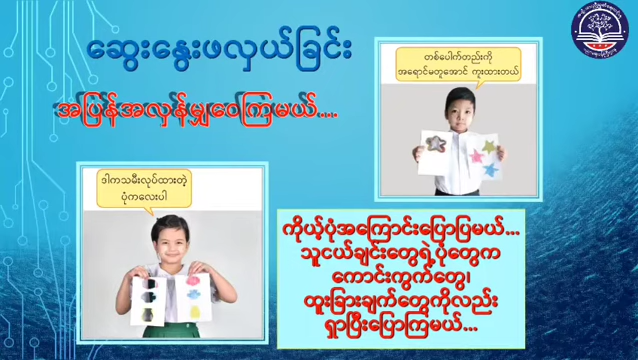 ဆွေးနွေးဖလှယ်ခြင်း
အပြန်အလှန်မျှဝေကြမယ်....
တစ်ပေါက်တည်းကို
အရောင်မတူအောင် ကူးထားတယ်
ဒါကသမီးလုပ်ထားတဲ့
ပုံကလေးပါ
ကိုယ့်ပုံအကြောင်းပြောပြမယ်...
သူငယ်ချင်းတွေရဲ့ပုံတွေက
ကောင်းကွက်တွေ၊
ထူးခြားချက်တွေကိုလည်း
ရှာပြီးပြောကြမယ်...